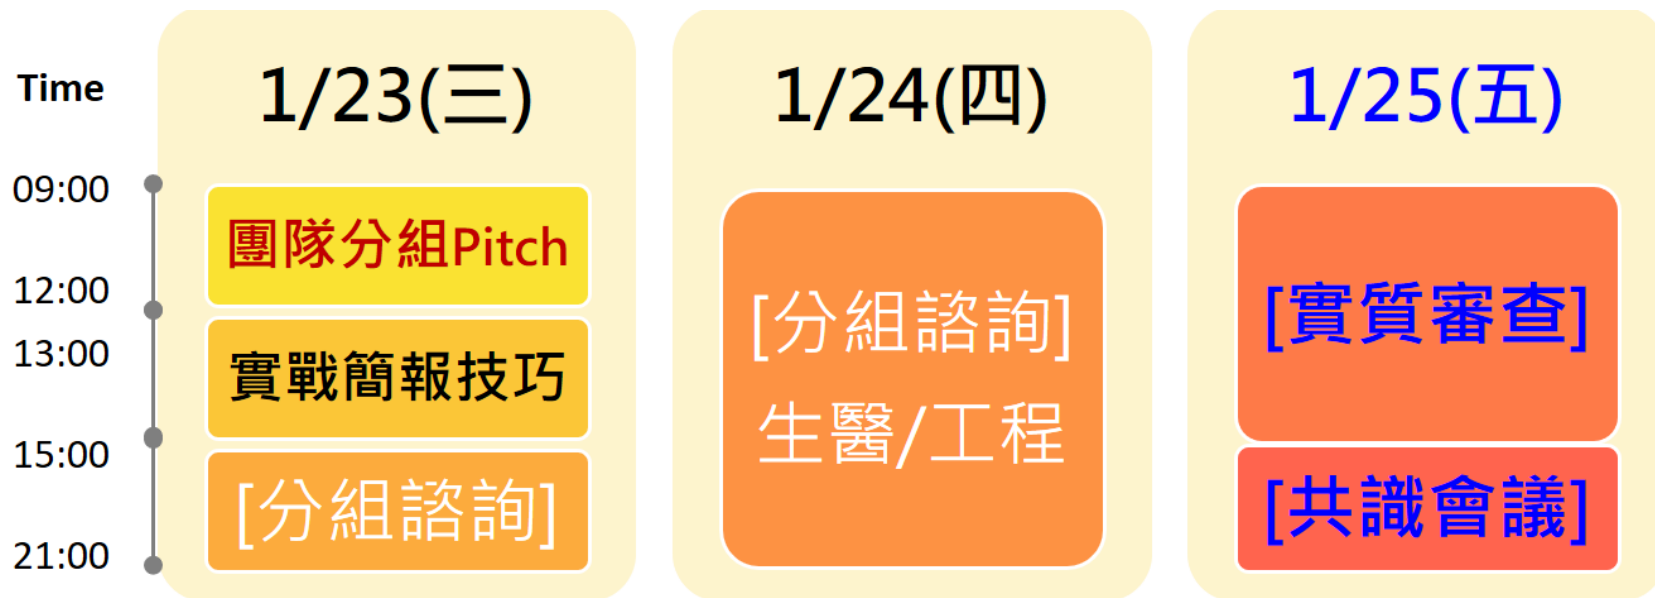 Time
1/23(三)
1/24(四)
1/25(五)
09:00
12:00
13:00
15:00
21:00
團隊分組Pitch
實戰簡報技巧
[分組諮詢]
[分組諮詢]
生醫/工程
[實質審查]
[共識會議]